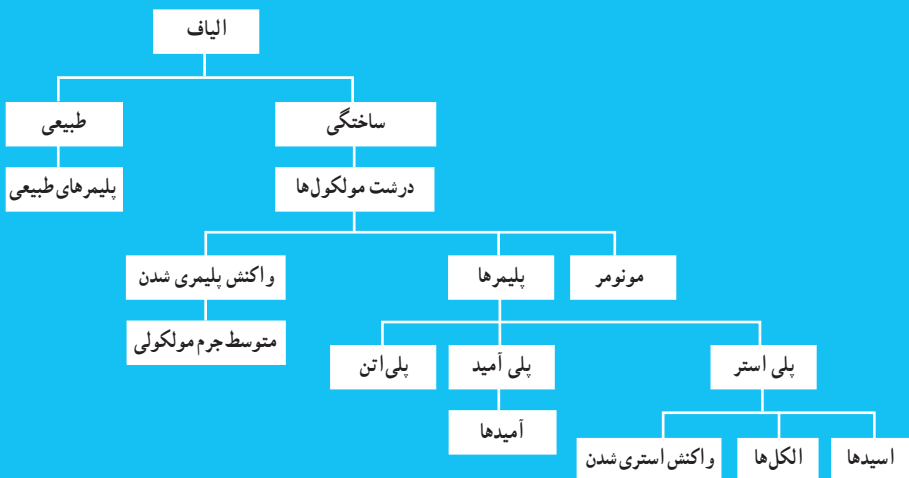 الیاف
ساختگی
طبیعی
درشت مولکول‌ها
پلیمرهای طبیعی
مونومر
پلیمرها
واکنش پلیمری شدن
متوسط جرم مولکولی
پلی استر
پلی آمید
پلی‌اتن
آمیدها
اسیدها
الکل‌ها
واکنش استری شدن